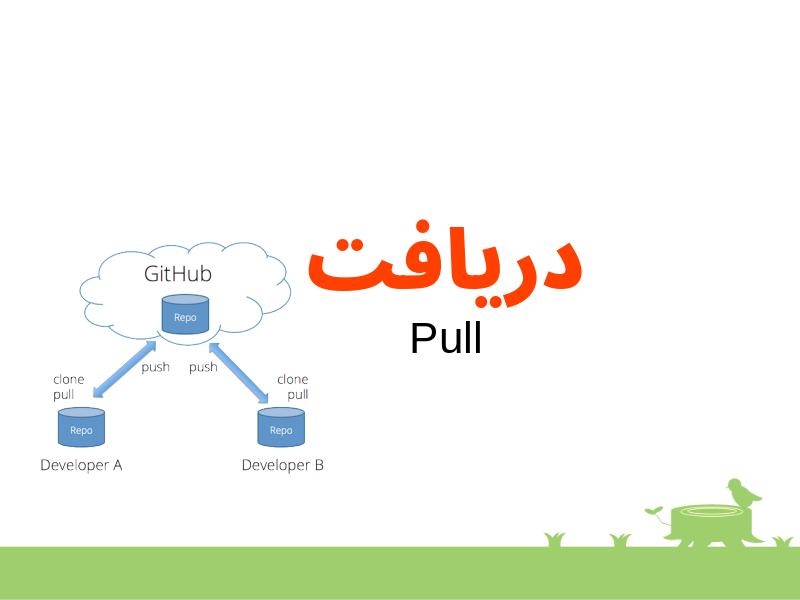 دریافت
Pull
GitHub
Repo
push push
clone
pull
clone
pull
Repo
Repo
Developer A
Developer B